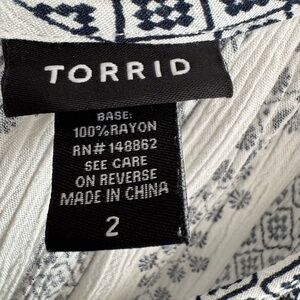 TORRID
BASE:
100%RAYON
RN# 148862
SEE CARE
ON REVERSE
MADE IN CHINA
2